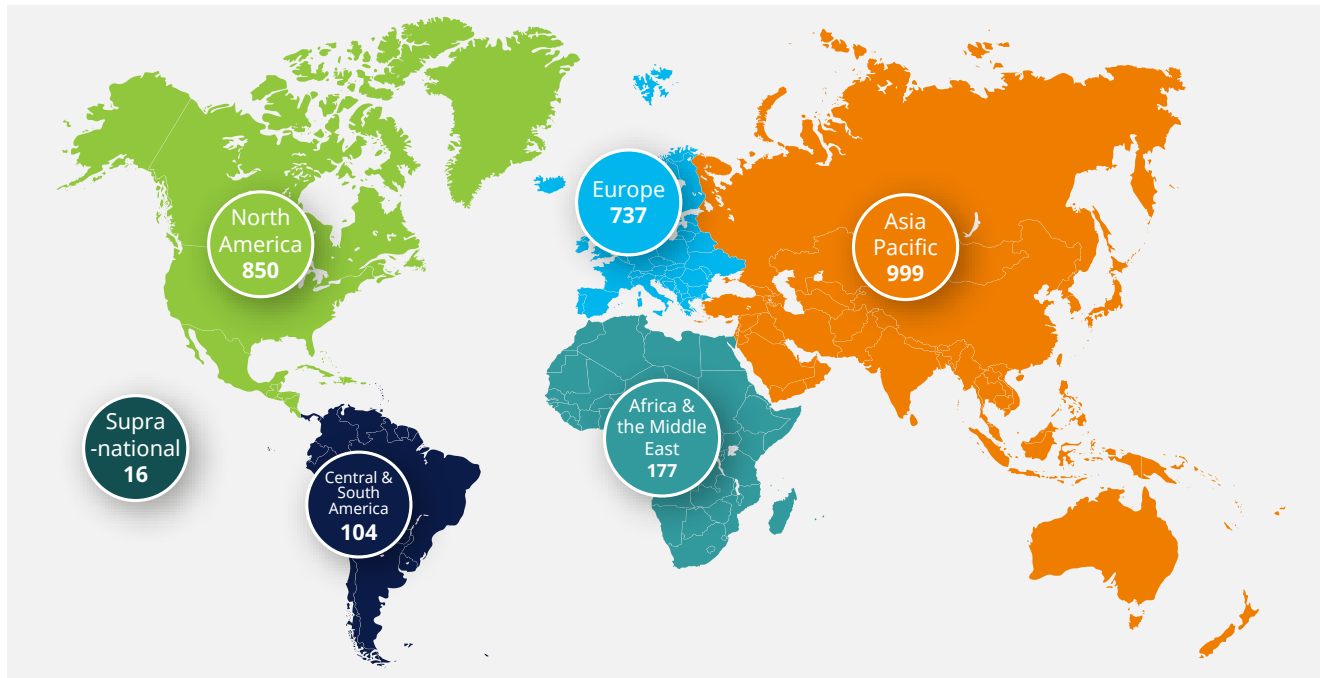 North
America
850
Europe
737
Asia
Pacific
999
Supra
-national
16
Central &
South
America
104
Africa &
the Middle
East
177